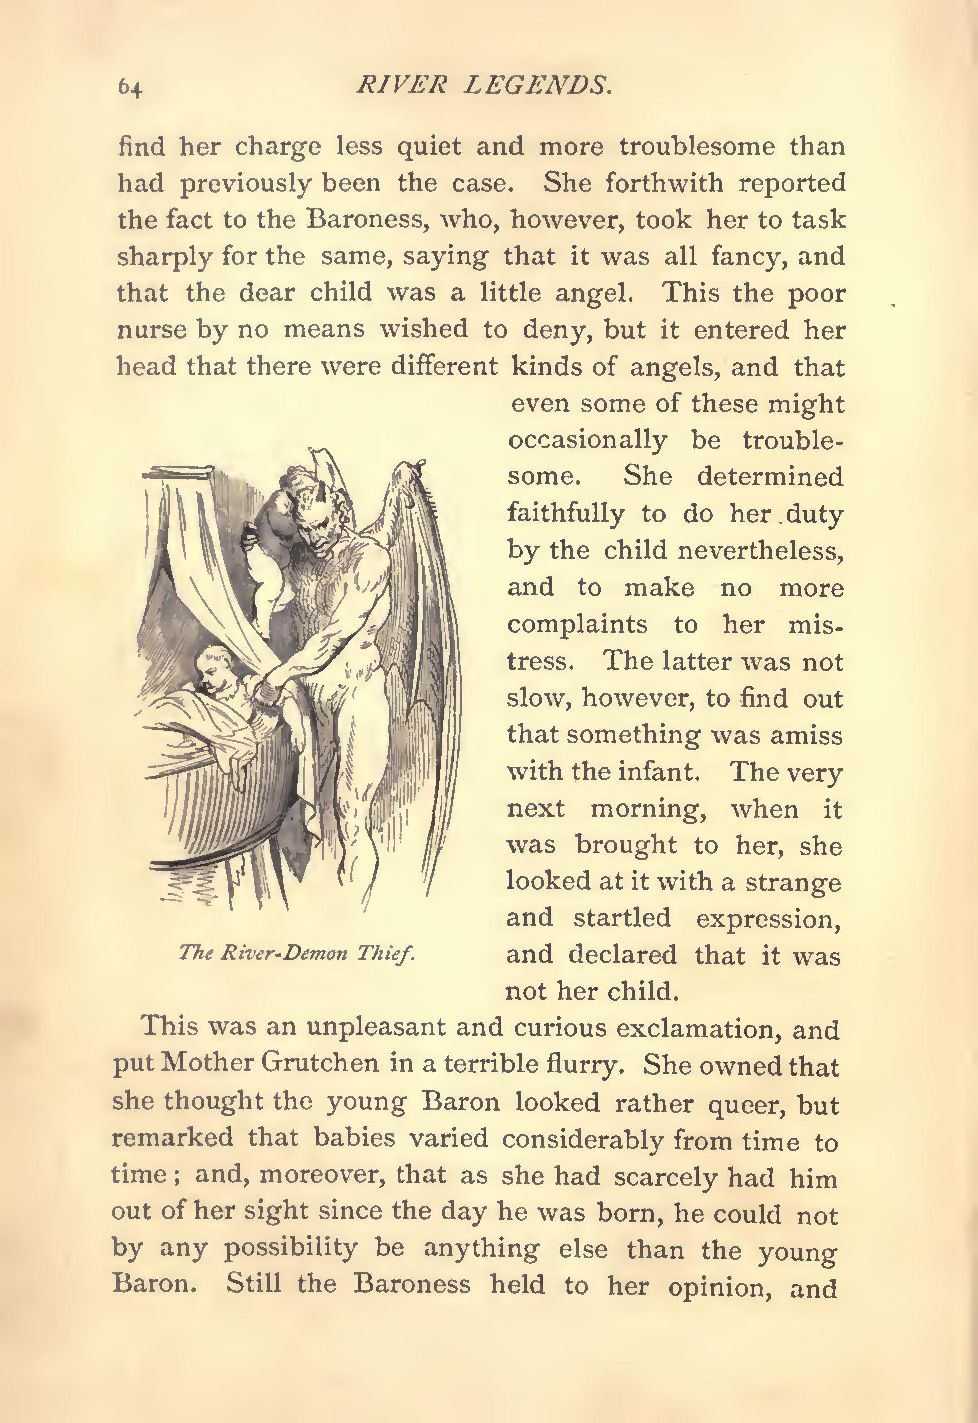 64 RIVER LEGENDS.
find her charge less quiet and more troublesome than
had previously been the case. She forthwith reported
the fact to the Baroness, who, however, took her to task
sharply for the same, saying that it was all fancy, and
that the dear child was a little angel. This the poor
nurse by no means wished to deny, but it entered her
head that there were different kinds of angels, and that
even some of these might
occasionally be trouble-
some. She determined
faithfully to do her duty
by the child nevertheless,
and to make no more
complaints to her mis-
tress. The latter was not
slow, however, to find out
that something was amiss
with the infant. The very
next morning, when it
was brought to her, she
looked at it with a strange
and startled expression,
and declared that it was
not her child.
The River-Demon Thief.
This was an unpleasant and curious exclamation, and
put Mother Grutchen in a terrible flurry. She owned that
she thought the young Baron looked rather queer, but
remarked that babies varied considerably from time to
time; and, moreover, that as she had scarcely had him
out of her sight since the day he was born, he could not
by any possibility be anything else than the young
Baron. Still the Baroness held to her opinion, and